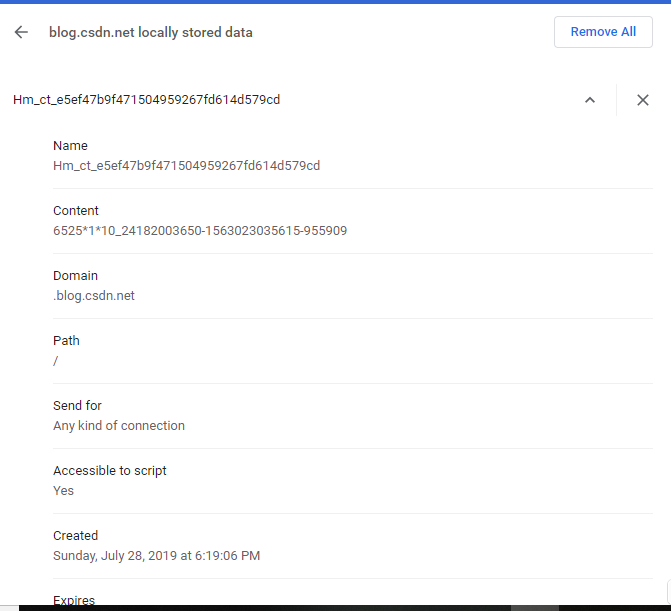 blog.csdn.net locally stored data
Remove All
Hm_ct_e5ef47b9f471504959267fd614d579cd
Name
Hm_ct_e5ef47b9f471504959267fd614d579cd
Content
6525*1*10_24182003650-1563023035615-955909
Domain
.blog.csdn.net
Path
/
Send for
Any kind of connection
Accessible to script
Yes
Created
Sunday, July 28, 2019 at 6:19:06 PM
Expires